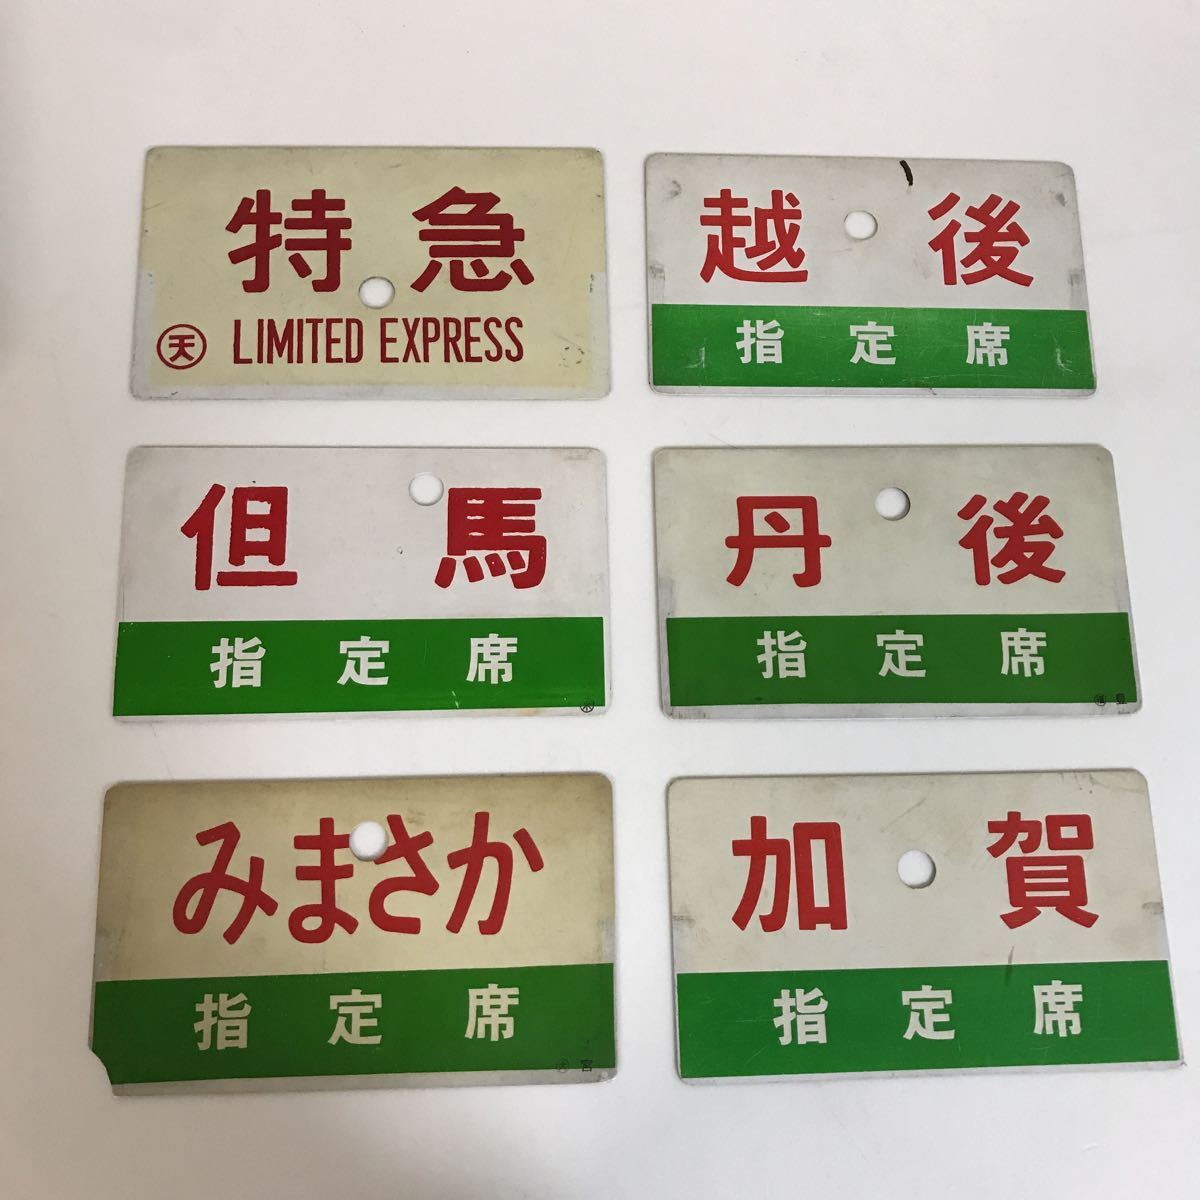 特急
天 LIMITED EXPRESS
越後
指定席
但馬
指定席
丹後
指定席
みまさか
指定席
宮
加賀
指定席